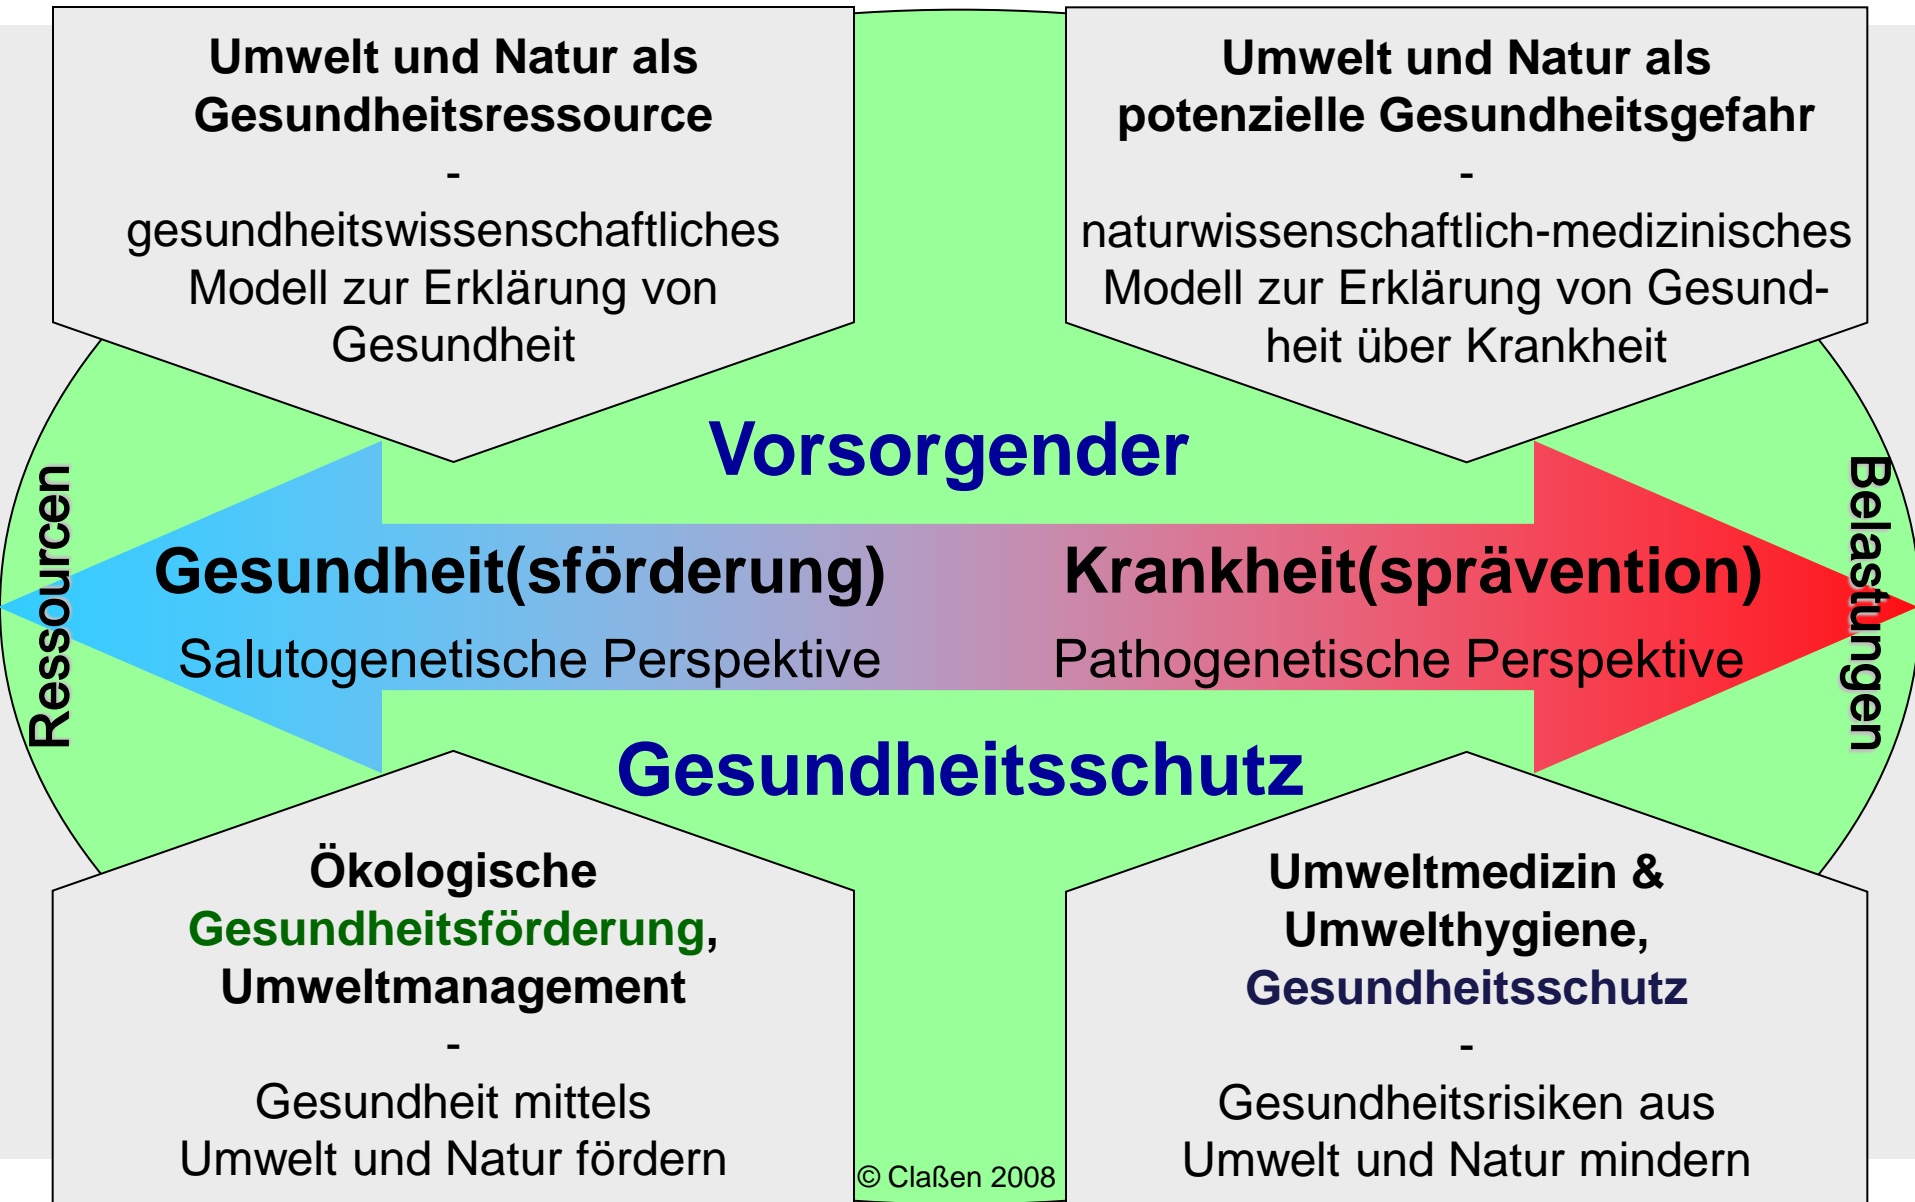 Umwelt und Natur als
Gesundheitsressource
-
gesundheitswissenschaftliches
Modell zur Erklärung von
Gesundheit
Umwelt und Natur als
potenzielle Gesundheitsgefahr
-
naturwissenschaftlich-medizinisches
Modell zur Erklärung von Gesund-
heit über Krankheit
Vorsorgender
Ressourcen
Gesundheit(sförderung)
Salutogenetische Perspektive
Krankheit(sprävention)
Pathogenetische Perspektive
Belastungen
Gesundheitsschutz
Ökologische
Gesundheitsförderung,
Umweltmanagement
-
Gesundheit mittels
Umwelt und Natur fördern
Umweltmedizin &
Umwelthygiene,
Gesundheitsschutz
-
Gesundheitsrisiken aus
Umwelt und Natur mindern
© Claßen 2008